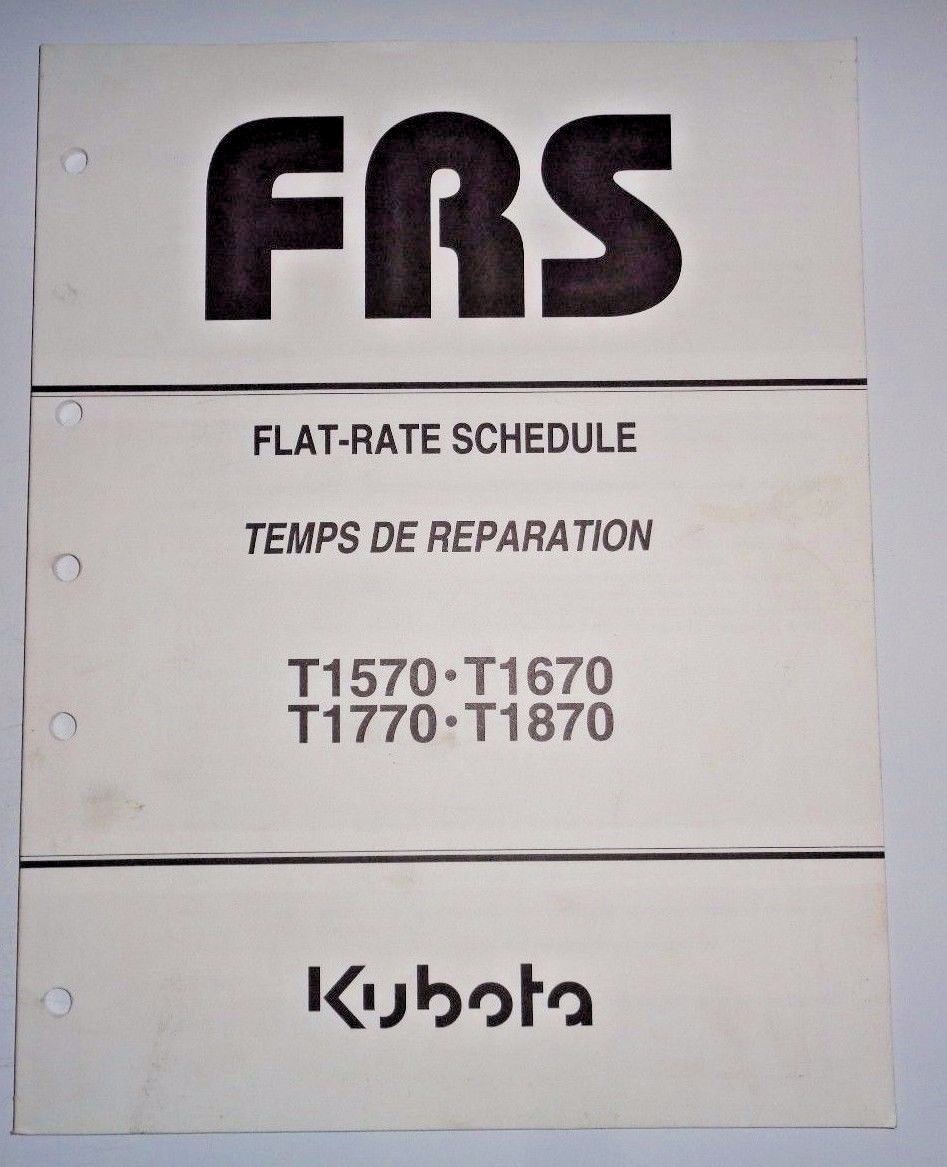 FRS
FLAT-RATE SCHEDULE
TEMPS DE REPARATION
T1570·T1670
T1770·T1870
Kubota